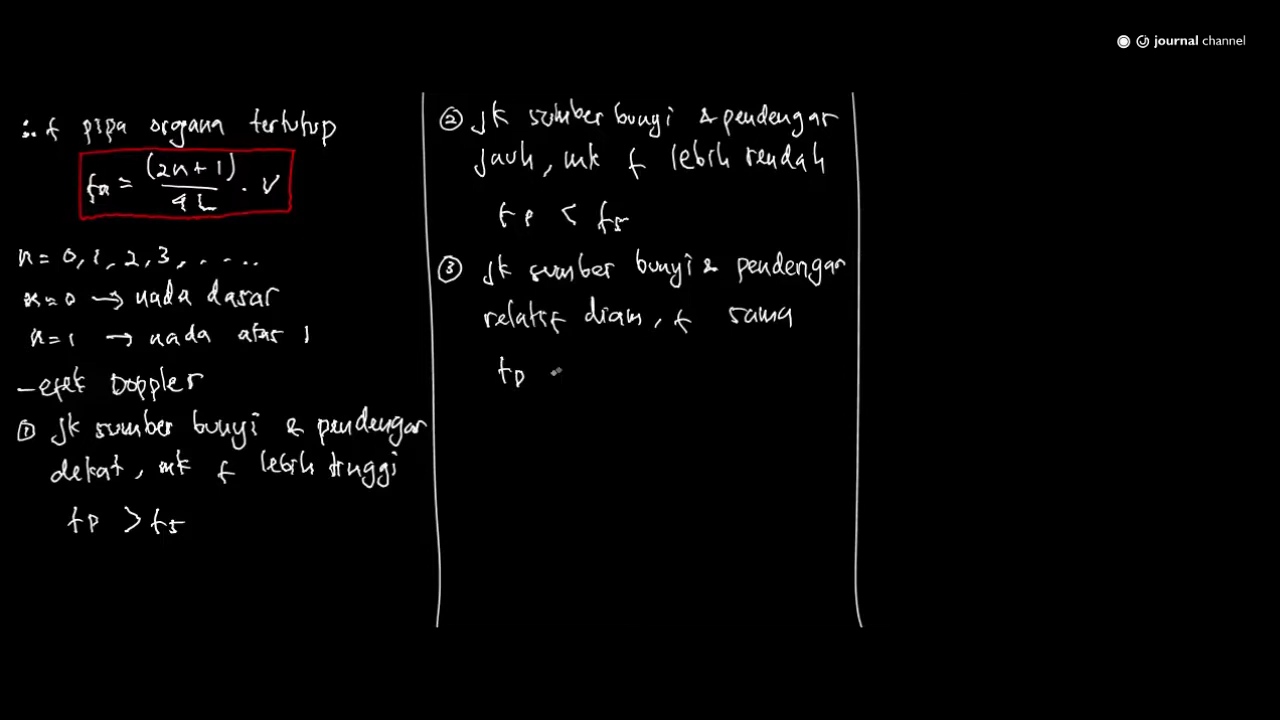 journal channel
∴ f pipa organa tertutup
fn = (2n + 1) / 4L . V
n = 0, 1, 2, 3, . . . . .
n = 0 → nada dasar
n = 1 → nada atas 1
- efek Doppler
① jk sumber bunyi & pendengar
dekat, mk f lebih tinggi
fp > fs
② jk sumber bunyi & pendengar
jauh, mk f lebih rendah
fp < fs
③ jk sumber bunyi & pendengar
relatif diam, f sama
fp